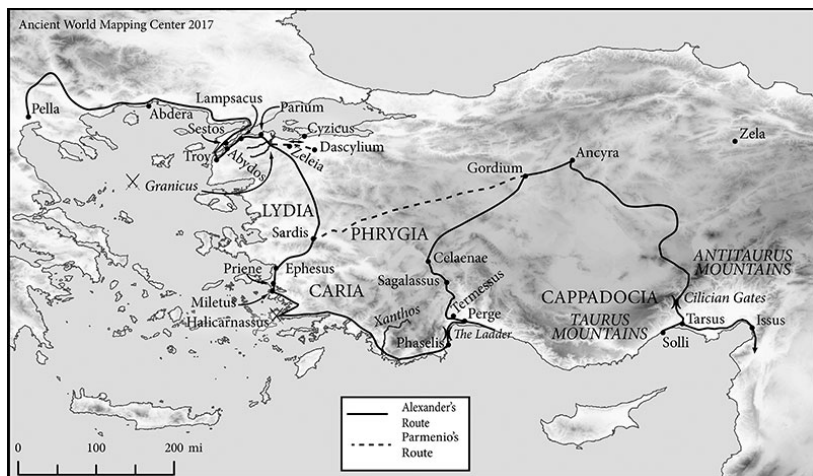 Ancient World Mapping Center 2017
Pella
Abdera
Lampsacus
Parium
Sestos
Cyzicus
Troy
Abydos
Zeleia
Dascylium
Granicus
Zela
Ancyra
Gordium
LYDIA
Sardis
PHRYGIA
ANTITAURUS
MOUNTAINS
Celaenae
Priene
Ephesus
Sagalassus
Miletus
CARIA
Termessus
CAPPADOCIA
Cilician Gates
Halicarnassus
Xanthos
Perge
TAURUS
MOUNTAINS
Tarsus
Issus
The Ladder
Phaselis
Solli
Alexander's
Route
Parmenio's
Route
0 100 200 mi